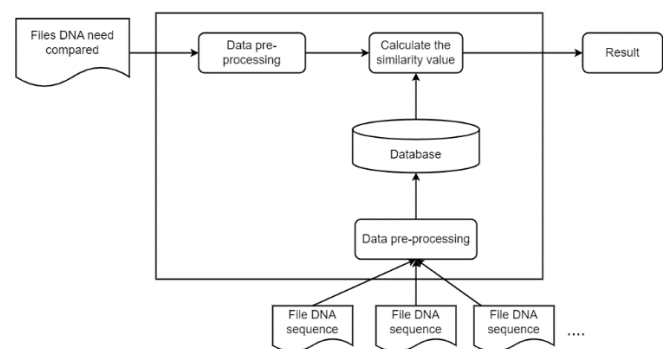 Files DNA need
compared
Data pre-
processing
Calculate the
similarity value
Result
Database
Data pre-processing
File DNA
sequence
File DNA
sequence
File DNA
sequence
....